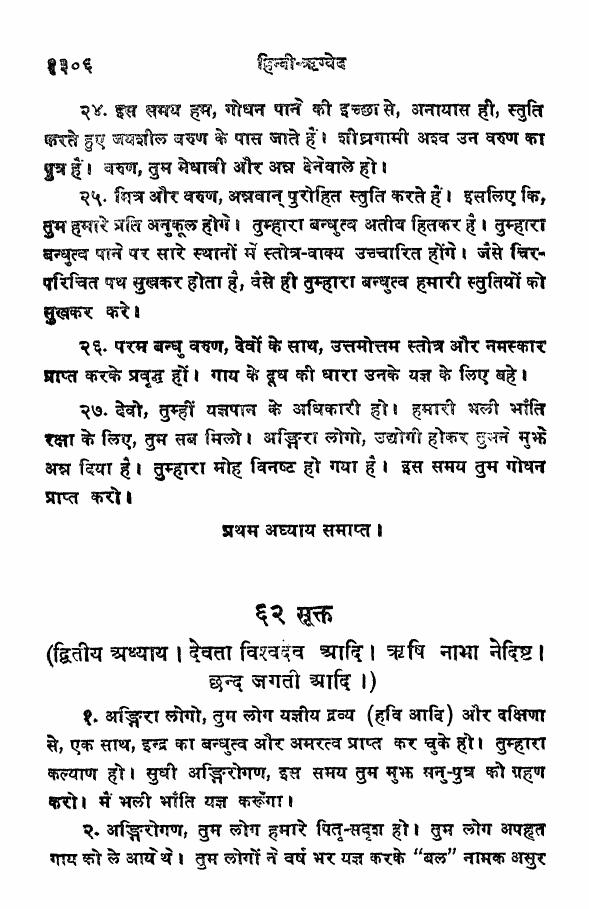 १३०६ हिन्दी-ऋग्वेद
२४. इस समय हम, गोधन पाने की इच्छा से, अनायास ही, स्तुति
करते हुए जयशील वरुण के पास जाते हैं। शीघ्रगामी अश्व उन वरुण का
पुत्र हैं। वरुण, तुम मेधावी और अन्न देनेवाले हो।
२५. मित्र और वरुण, अन्नवान् पुरोहित स्तुति करते हैं। इसलिए कि,
तुम हमारे प्रति अनुकूल होगे। तुम्हारा बन्धुत्व अतीव हितकर है। तुम्हारा
बन्धुत्व पाने पर सारे स्थानों में स्तोत्र-वाक्य उच्चारित होंगे। जैसे चिर-
परिचित पथ सुखकर होता है, वैसे ही तुम्हारा बन्धुत्व हमारी स्तुतियों को
सुखकर करे।
२६. परम बन्धु वरुण, देवों के साथ, उत्तमोत्तम स्तोत्र और नमस्कार
प्राप्त करके प्रवृद्ध हों। गाय के दूध की धारा उनके यज्ञ के लिए बहे।
२७. देवो, तुम्हीं यज्ञपान के अधिकारी हो। हमारी भली भाँति
रक्षा के लिए, तुम सब मिलो। अङ्गिरा लोगो, उद्योगी होकर तुमने मुझे
अन्न दिया है। तुम्हारा मोह विनष्ट हो गया है। इस समय तुम गोधन
प्राप्त करो।
प्रथम अध्याय समाप्त।
६२ सूक्त
(द्वितीय अध्याय। देवता विश्वदेव आदि। ऋषि नाभा नेदिष्ट।
छन्द जगती आदि।)
१. अङ्गिरा लोगो, तुम लोग यज्ञीय द्रव्य (हवि आदि) और दक्षिणा
से, एक साथ, इन्द्र का बन्धुत्व और अमरत्व प्राप्त कर चुके हो। तुम्हारा
कल्याण हो। सुधी अङ्गिरोगण, इस समय तुम मुझ मनु-पुत्र को ग्रहण
करो। मैं भली भाँति यज्ञ करूँगा।
२. अङ्गिरोगण, तुम लोग हमारे पितृ-सदृश हो। तुम लोग अपहृत
गाय को ले आये थे। तुम लोगों ने वर्ष भर यज्ञ करके “बल” नामक असुर